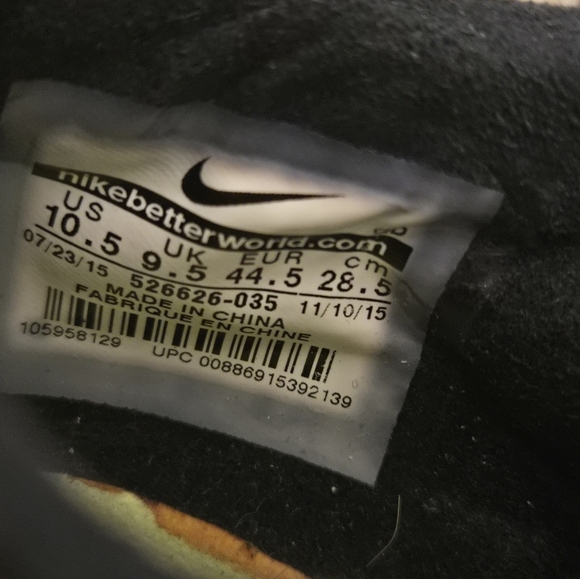 nikebetterworld.com
US UK EUR cm
10.5 9.5 44.5 28.5
07/23/15 526626-035 11/10/15
MADE IN CHINA
FABRIQUE EN CHINE
105958129 UPC 00886915392139